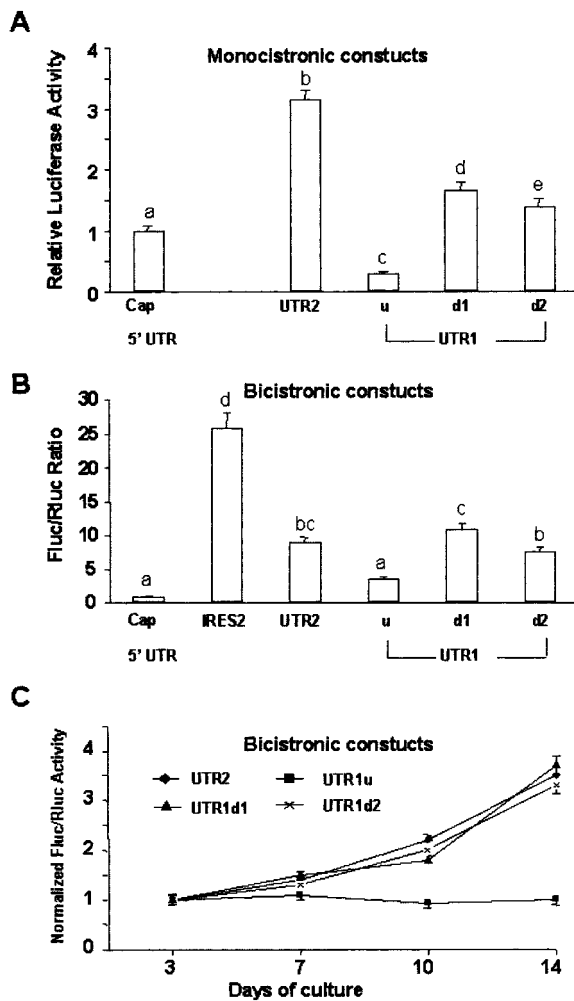 A
Monocistronic constucts
Relative Luciferase Activity
4
3
2
1
0
a
b
c
d
e
Cap
UTR2
u
d1
d2
5' UTR
UTR1
B
Bicistronic constucts
Fluc/Rluc Ratio
30
25
20
15
10
5
0
a
d
bc
a
c
b
Cap
IRES2
UTR2
u
d1
d2
5' UTR
UTR1
C
Bicistronic constucts
Normalized Fluc/Rluc Activity
4
3
2
1
0
UTR2
UTR1u
UTR1d1
UTR1d2
3
7
10
14
Days of culture